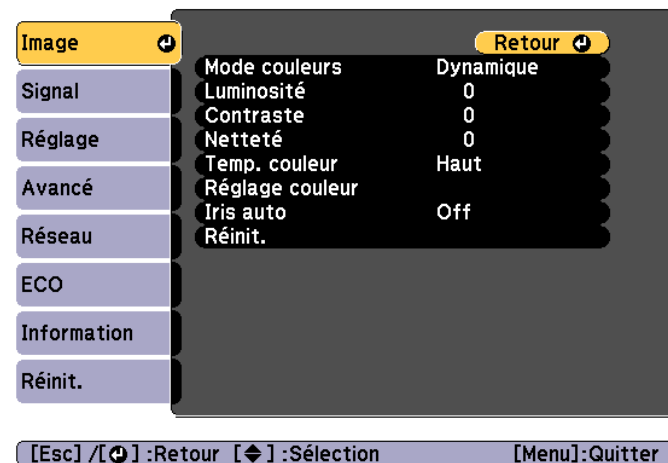 Image
Signal
Réglage
Avancé
Réseau
ECO
Information
Réinit.
Retour
Mode couleurs Dynamique
Luminosité 0
Contraste 0
Netteté 0
Temp. couleur Haut
Réglage couleur
Iris auto Off
Réinit.
[Esc] /[ ] :Retour [ ] :Sélection [Menu]:Quitter